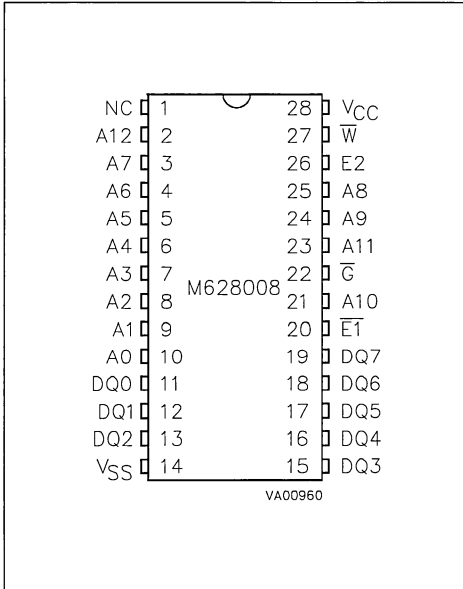 NC 1 28 VCC
A12 2 27 W̅
A7 3 26 E2
A6 4 25 A8
A5 5 24 A9
A4 6 23 A11
A3 7 22 G̅
M628008
A2 8 21 A10
A1 9 20 E̅1̅
A0 10 19 DQ7
DQ0 11 18 DQ6
DQ1 12 17 DQ5
DQ2 13 16 DQ4
VSS 14 15 DQ3
VA00960